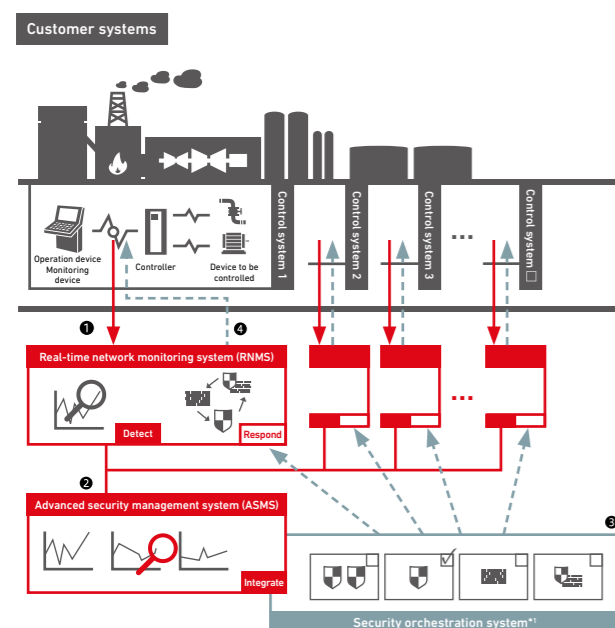 Customer systems
Operation device
Monitoring
device
Controller
Device to be
controlled
Control system 1
Control system 2
Control system 3
...
Control system □
❶
❹
Real-time network monitoring system (RNMS)
Detect
Respond
...
❷
Advanced security management system (ASMS)
Integrate
❸
Security orchestration system*1